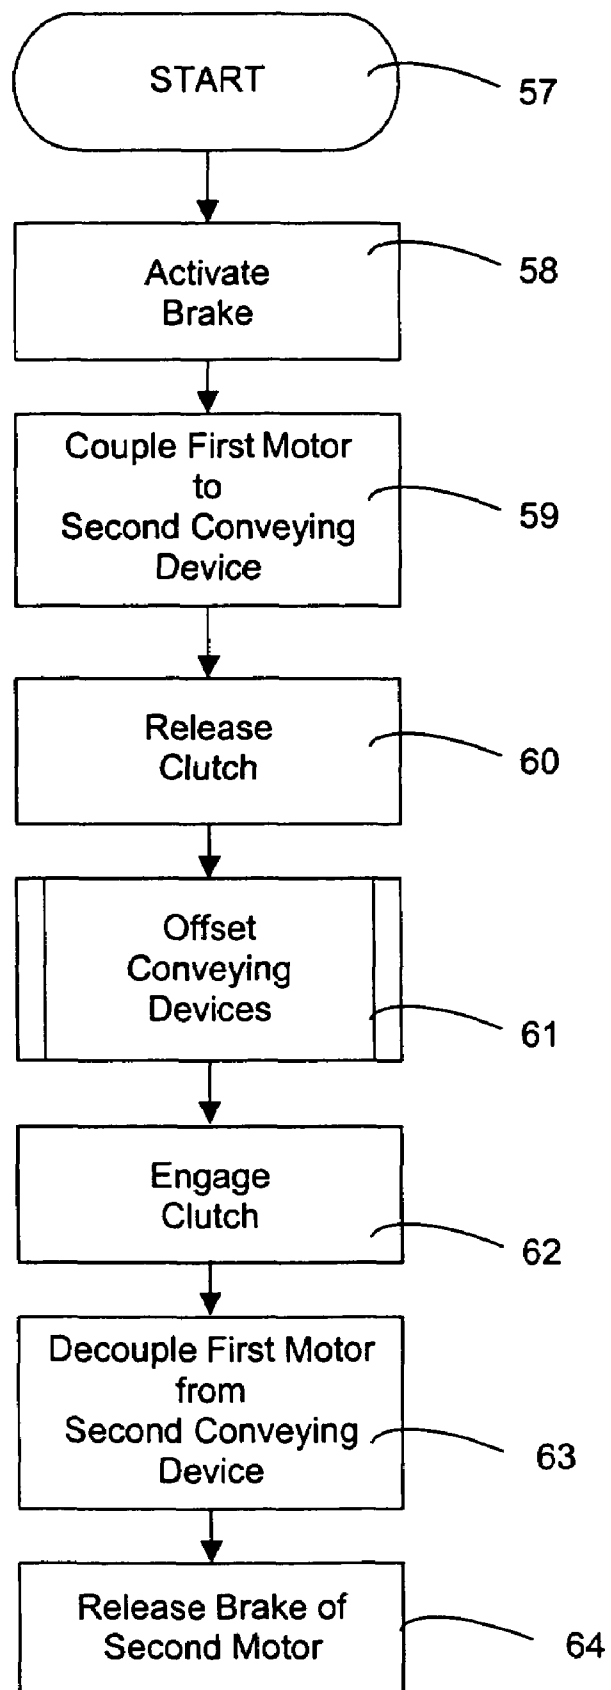 START
57
Activate
Brake
58
Couple First Motor
to
Second Conveying
Device
59
Release
Clutch
60
Offset
Conveying
Devices
61
Engage
Clutch
62
Decouple First Motor
from
Second Conveying
Device
63
Release Brake of
Second Motor
64